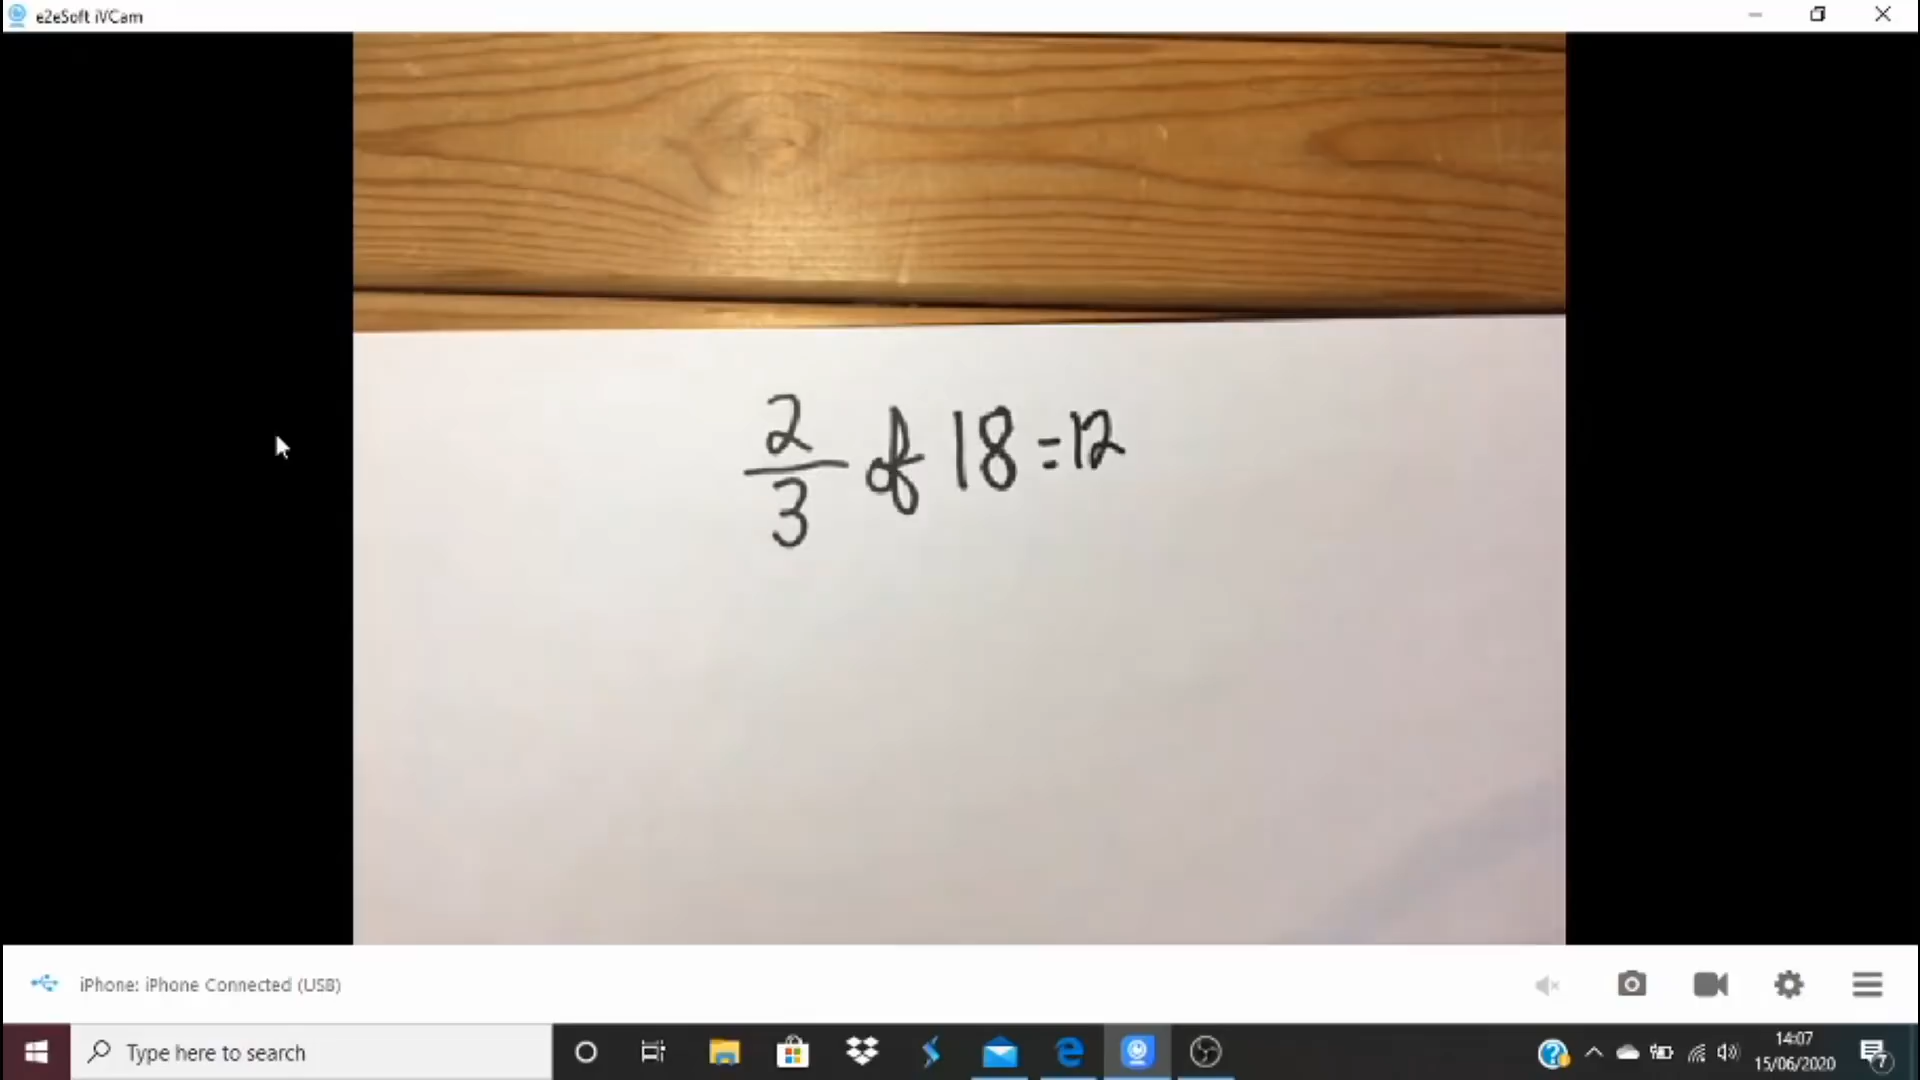 e2eSoft iVCam
2/3 of 18 = 12
iPhone: iPhone Connected (USB)
Type here to search
14:07
15/06/2020
7